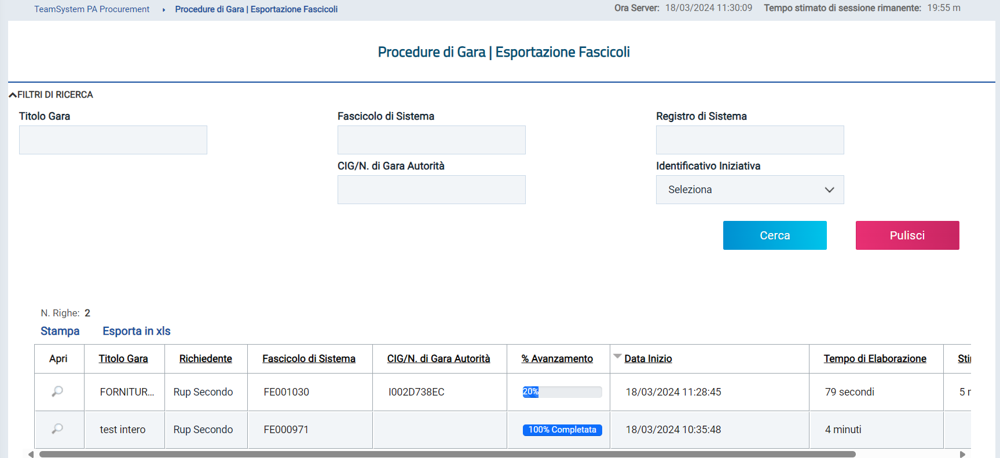 TeamSystem PA Procurement ▸ Procedure di Gara | Esportazione Fascicoli Ora Server: 18/03/2024 11:30:09 Tempo stimato di sessione rimanente: 19:55 m
Procedure di Gara | Esportazione Fascicoli
FILTRI DI RICERCA
Titolo Gara Fascicolo di Sistema Registro di Sistema
CIG/N. di Gara Autorità Identificativo Iniziativa
Seleziona
Cerca Pulisci
N. Righe: 2
Stampa Esporta in xls
Apri Titolo Gara Richiedente Fascicolo di Sistema CIG/N. di Gara Autorità % Avanzamento Data Inizio Tempo di Elaborazione
FORNITUR... Rup Secondo FE001030 I002D738EC 20% 18/03/2024 11:28:45 79 secondi 5
test intero Rup Secondo FE000971 100% Completata 18/03/2024 10:35:48 4 minuti